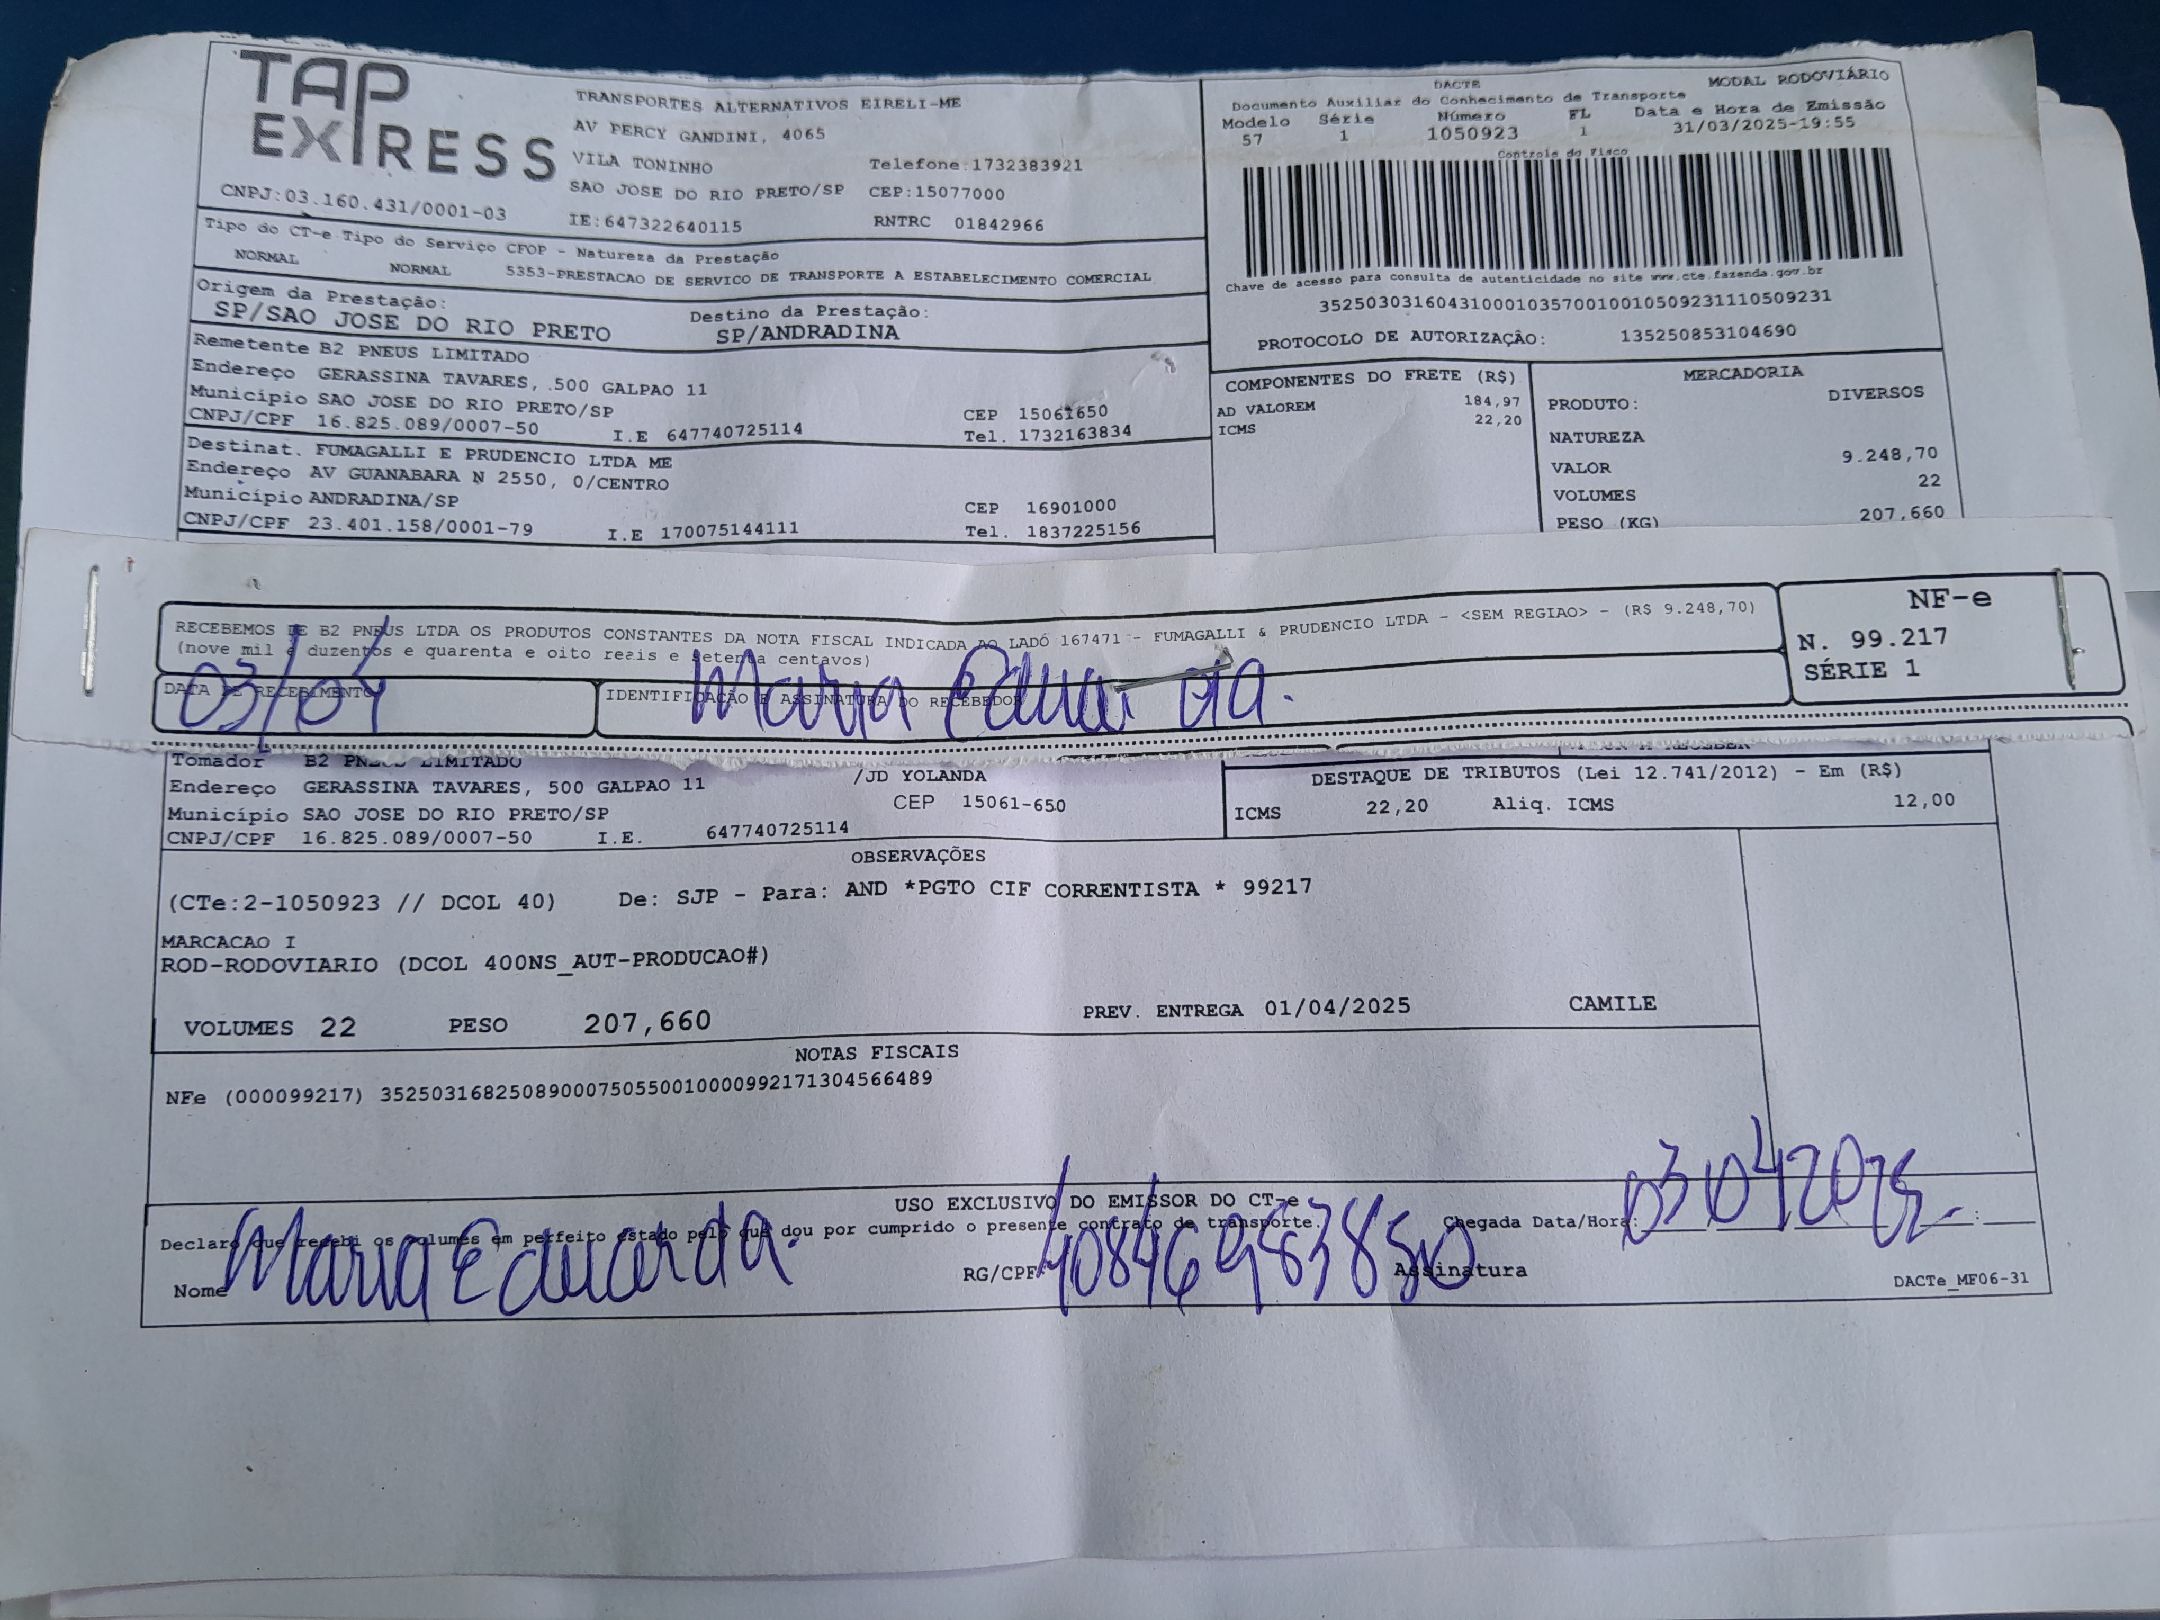 TAP EXPRESS
TRANSPORTES ALTERNATIVOS EIRELI-ME
AV PERCY GANDINI, 4065
VILA TONINHO Telefone:1732383921
SAO JOSE DO RIO PRETO/SP CEP:15077000
CNPJ:03.160.431/0001-03 IE:647322640115 RNTRC 01842966
DACTE MODAL RODOVIÁRIO
Documento Auxiliar do Conhecimento de Transporte
Modelo Série Número FL Data e Hora de Emissão
57 1 1050923 1 31/03/2025-19:55
Controle do Fisco
Chave de acesso para consulta de autenticidade no site www.cte.fazenda.gov.br
35250303160431000103570010010509231110509231
PROTOCOLO DE AUTORIZAÇÃO: 135250853104690
Tipo do CT-e Tipo do Serviço CFOP - Natureza da Prestação
NORMAL NORMAL 5353-PRESTACAO DE SERVICO DE TRANSPORTE A ESTABELECIMENTO COMERCIAL
Origem da Prestação: Destino da Prestação:
SP/SAO JOSE DO RIO PRETO SP/ANDRADINA
Remetente B2 PNEUS LIMITADO
Endereço GERASSINA TAVARES, 500 GALPAO 11
Município SAO JOSE DO RIO PRETO/SP CEP 15061650
CNPJ/CPF 16.825.089/0007-50 I.E 647740725114 Tel. 1732163834
Destinat. FUMAGALLI E PRUDENCIO LTDA ME
Endereço AV GUANABARA N 2550, 0/CENTRO
Município ANDRADINA/SP CEP 16901000
CNPJ/CPF 23.401.158/0001-79 I.E 170075144111 Tel. 1837225156
COMPONENTES DO FRETE (R$)
AD VALOREM 184,97
ICMS 22,20
MERCADORIA
PRODUTO: DIVERSOS
NATUREZA
VALOR 9.248,70
VOLUMES 22
PESO (KG) 207,660
RECEBEMOS DE B2 PNEUS LTDA OS PRODUTOS CONSTANTES DA NOTA FISCAL INDICADA AO LADO 167471 - FUMAGALLI & PRUDENCIO LTDA - <SEM REGIAO> - (R$ 9.248,70)
(nove mil e duzentos e quarenta e oito reais e setenta centavos)
NF-e
N. 99.217
SÉRIE 1
DATA DE RECEBIMENTO IDENTIFICAÇÃO E ASSINATURA DO RECEBEDOR
03/04 Maria Eduarda.
Tomador B2 PNEUS LIMITADO
Endereço GERASSINA TAVARES, 500 GALPAO 11 /JD YOLANDA
Município SAO JOSE DO RIO PRETO/SP CEP 15061-650
CNPJ/CPF 16.825.089/0007-50 I.E. 647740725114
DESTAQUE DE TRIBUTOS (Lei 12.741/2012) - Em (R$)
ICMS 22,20 Aliq. ICMS 12,00
OBSERVAÇÕES
(CTe:2-1050923 // DCOL 40) De: SJP - Para: AND *PGTO CIF CORRENTISTA * 99217
MARCACAO I
ROD-RODOVIARIO (DCOL 400NS_AUT-PRODUCAO#)
VOLUMES 22 PESO 207,660 PREV. ENTREGA 01/04/2025 CAMILE
NOTAS FISCAIS
NFe (000099217) 35250316825089000750550010000992171304566489
USO EXCLUSIVO DO EMISSOR DO CT-e
Declaro que recebi os volumes em perfeito estado pelo que dou por cumprido o presente contrato de transporte. Chegada Data/Hora: 03 04 2025
Nome Maria Eduarda. RG/CPF Assinatura
DACTe_MF06-31